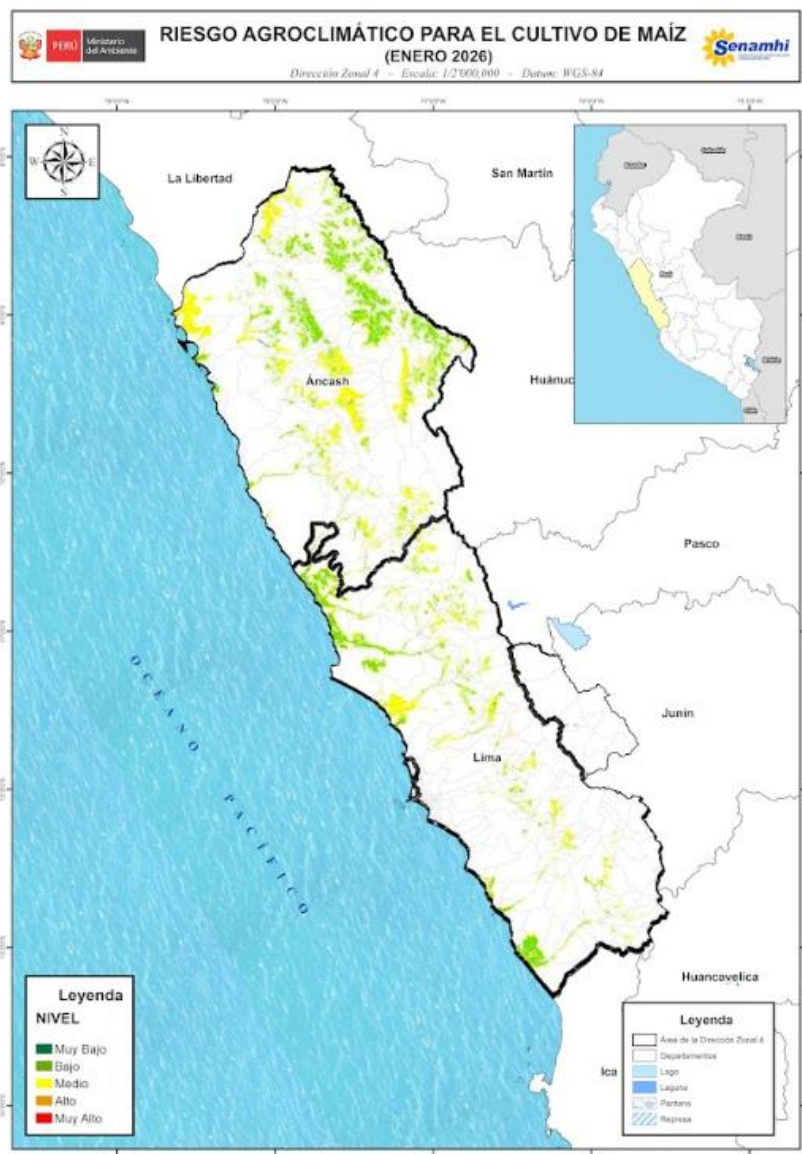 PERÚ
Ministerio
del Ambiente
RIESGO AGROCLIMÁTICO PARA EL CULTIVO DE MAÍZ
(ENERO 2026)
Dirección Zonal 4 - Escala: 1/2'000,000 - Datum: WGS-84
Senamhi
N
W
E
S
La Libertad
San Martín
Áncash
Huánuc
Pasco
Junín
Lima
Huancavelica
Ica
OCEANO PACÍFICO
Leyenda
NIVEL
Muy Bajo
Bajo
Medio
Alto
Muy Alto
Leyenda
Área de la Dirección Zonal 4
Departamentos
Lago
Laguna
Pantano
Represa